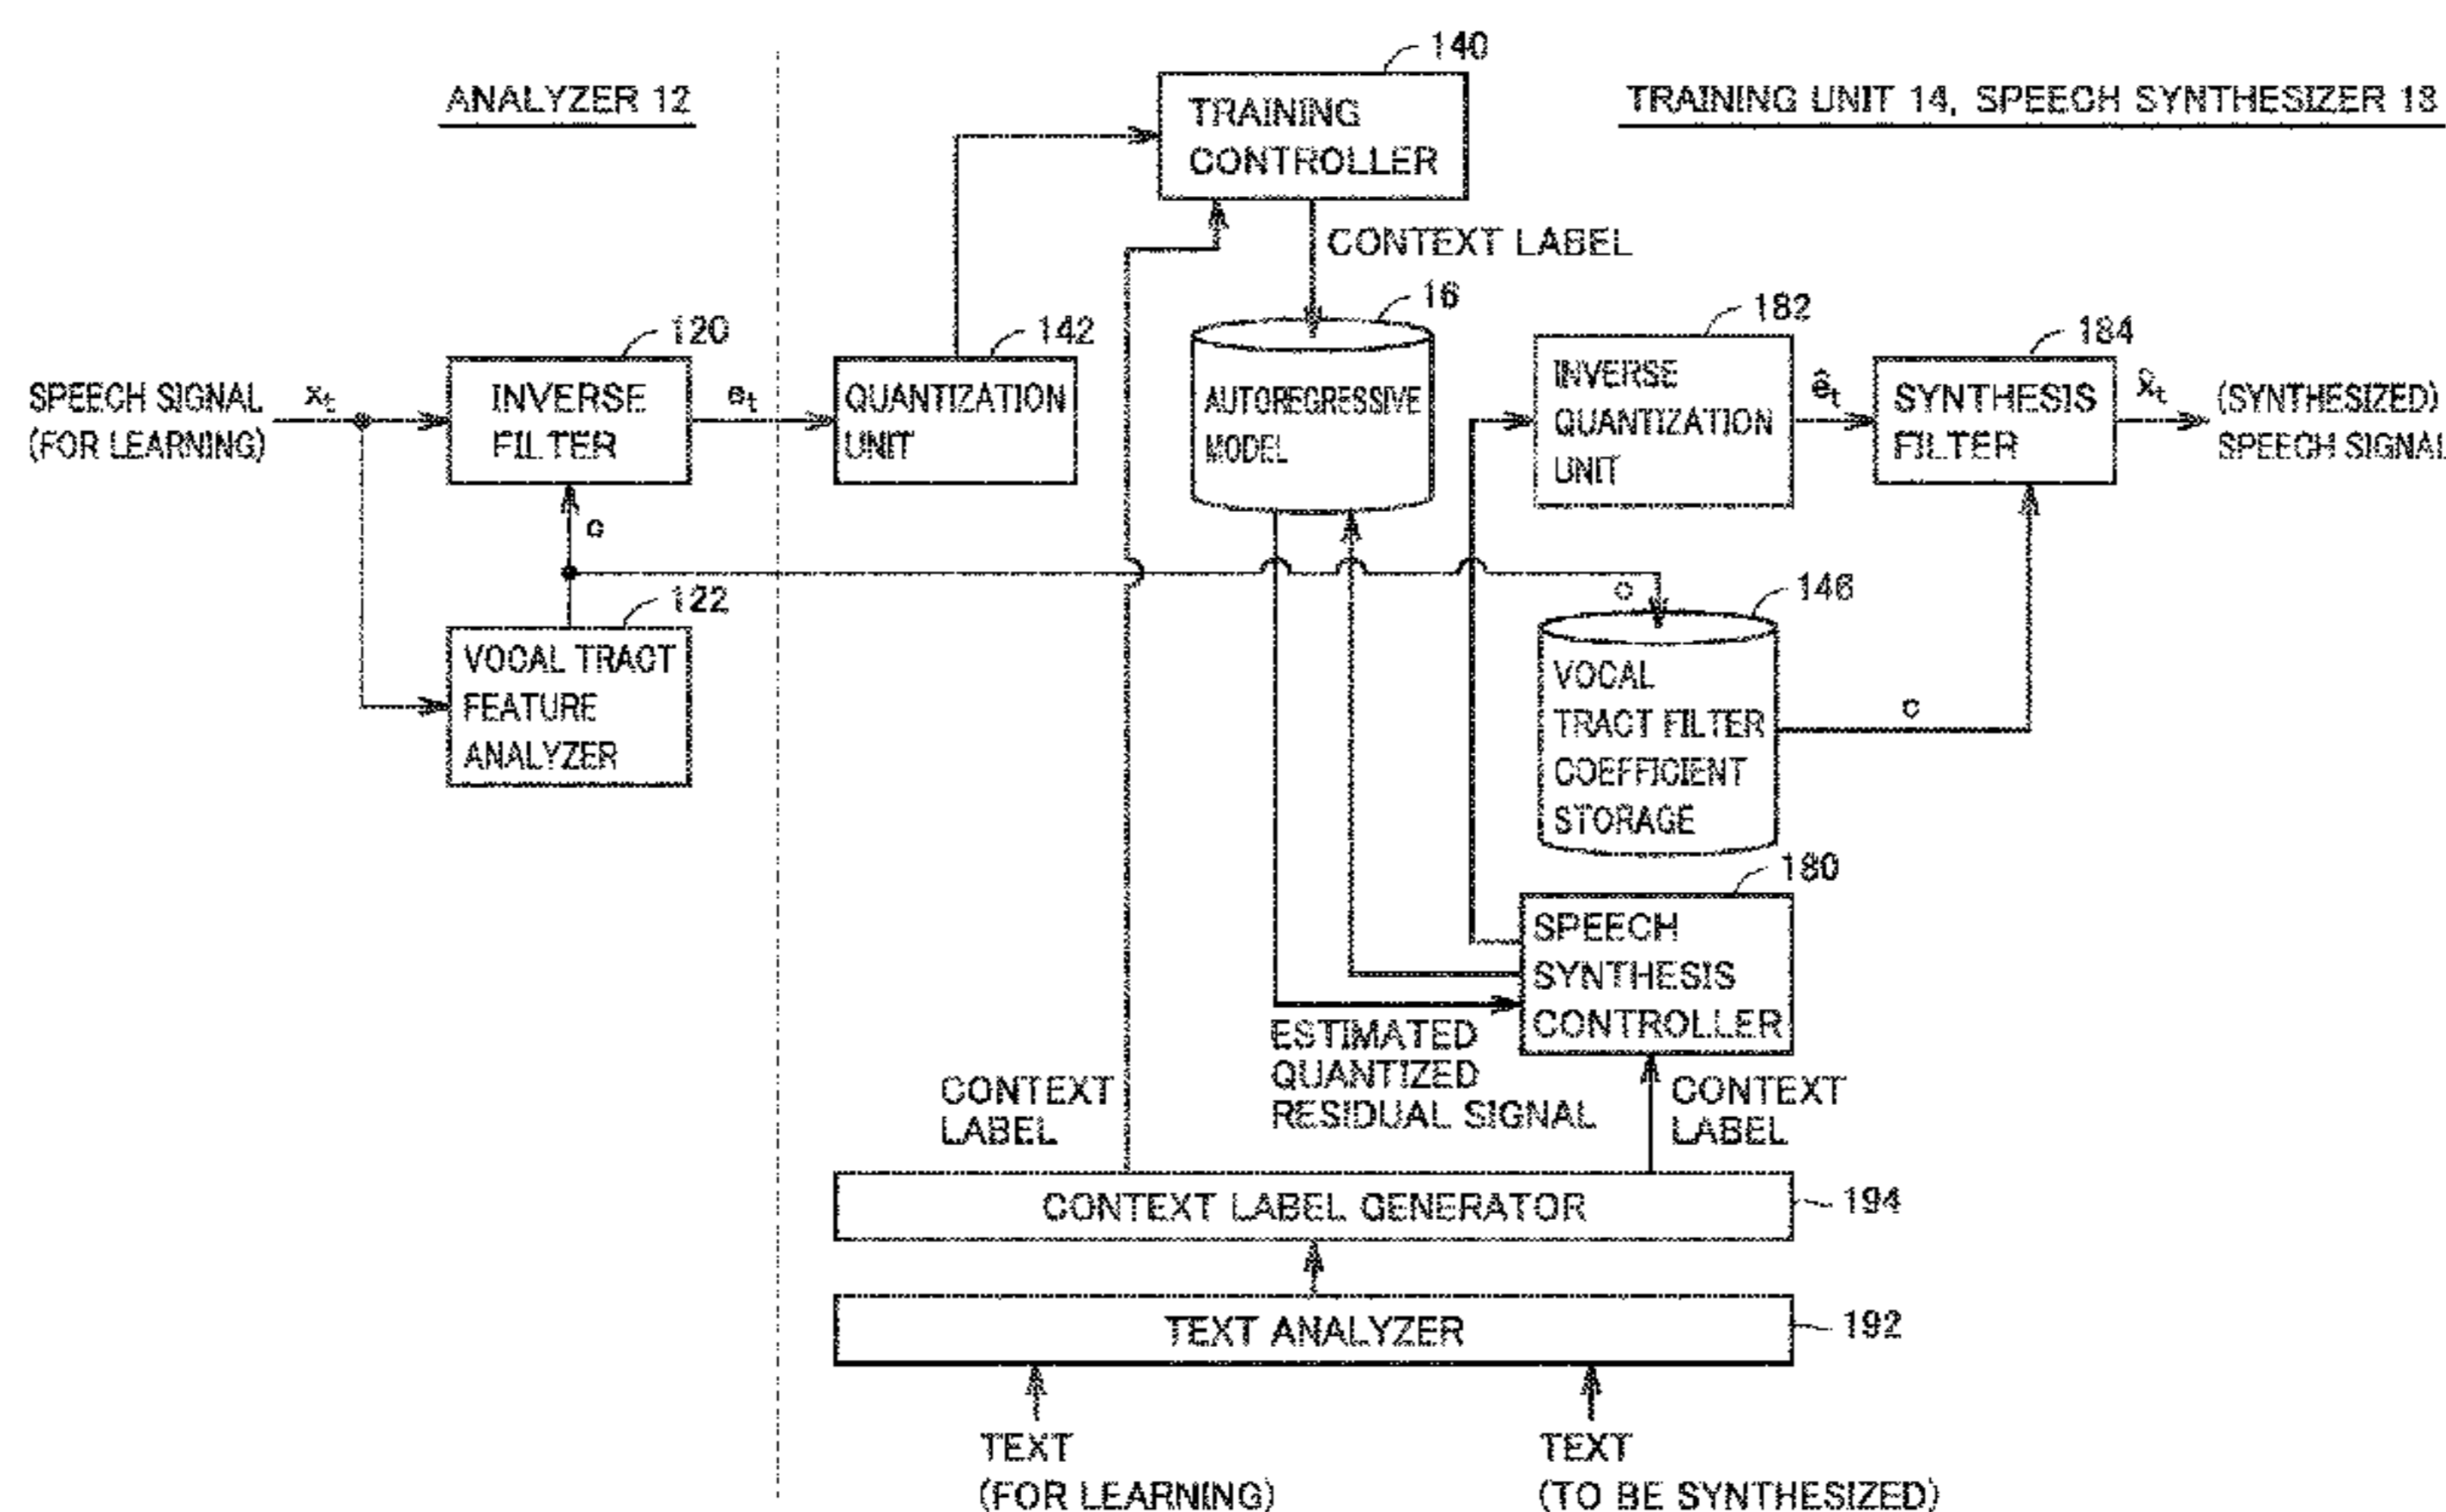 140
ANALYZER 12
TRAINING
CONTROLLER
TRAINING UNIT 14, SPEECH SYNTHESIZER 18
CONTEXT LABEL
16
120
142
182
184
SPEECH SIGNAL
(FOR LEARNING)
xt
INVERSE
FILTER
et
QUANTIZATION
UNIT
AUTOREGRESSIVE
MODEL
INVERSE
QUANTIZATION
UNIT
êt
SYNTHESIS
FILTER
x̂t
(SYNTHESIZED)
SPEECH SIGNAL
c
122
c
146
VOCAL TRACT
FEATURE
ANALYZER
VOCAL
TRACT FILTER
COEFFICIENT
STORAGE
c
180
SPEECH
SYNTHESIS
CONTROLLER
ESTIMATED
QUANTIZED
RESIDUAL SIGNAL
CONTEXT
LABEL
CONTEXT
LABEL
CONTEXT LABEL GENERATOR
194
TEXT ANALYZER
192
TEXT
(FOR LEARNING)
TEXT
(TO BE SYNTHESIZED)